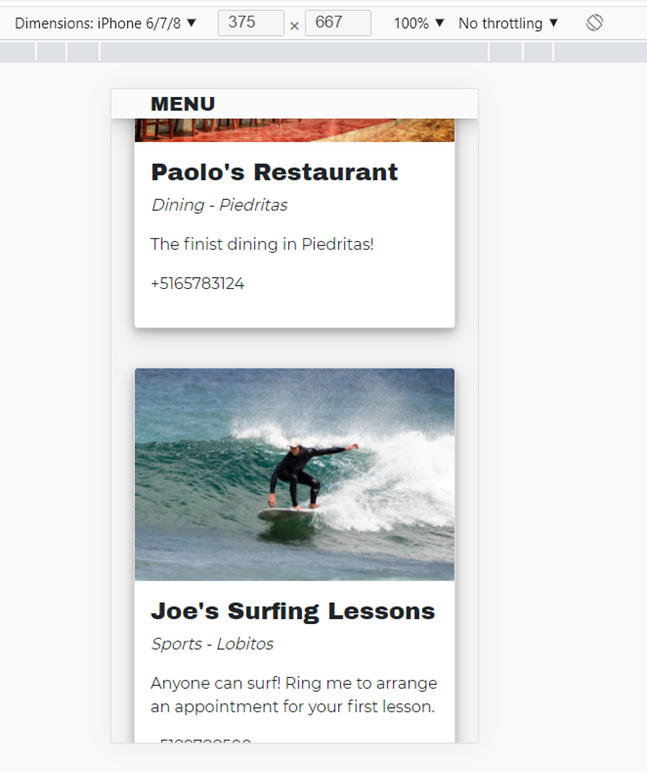 Dimensions: iPhone 6/7/8 ▼ 375 × 667 100% ▼ No throttling ▼
MENU
Paolo's Restaurant
Dining - Piedritas
The finist dining in Piedritas!
+5165783124
Joe's Surfing Lessons
Sports - Lobitos
Anyone can surf! Ring me to arrange
an appointment for your first lesson.